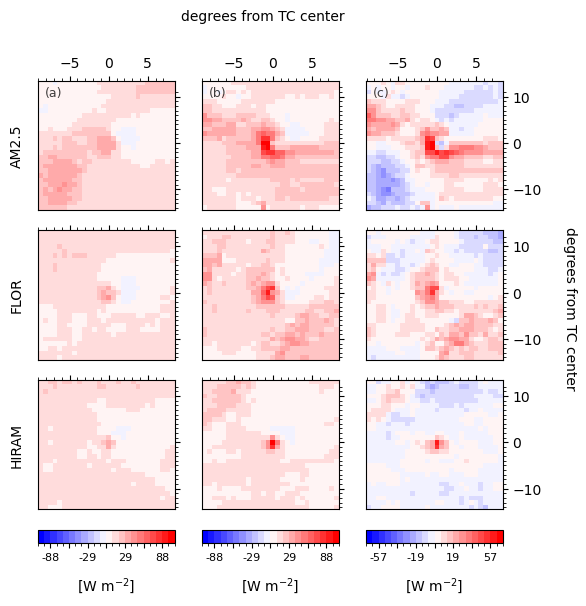 degrees from TC center
−5 0 5 −5 0 5 −5 0 5
(a) (b) (c)
AM2.5
10
0
−10
FLOR
10
0
−10
HIRAM
10
0
−10
degrees from TC center
-88 -29 29 88 -88 -29 29 88 -57 -19 19 57
[W m⁻²] [W m⁻²] [W m⁻²]